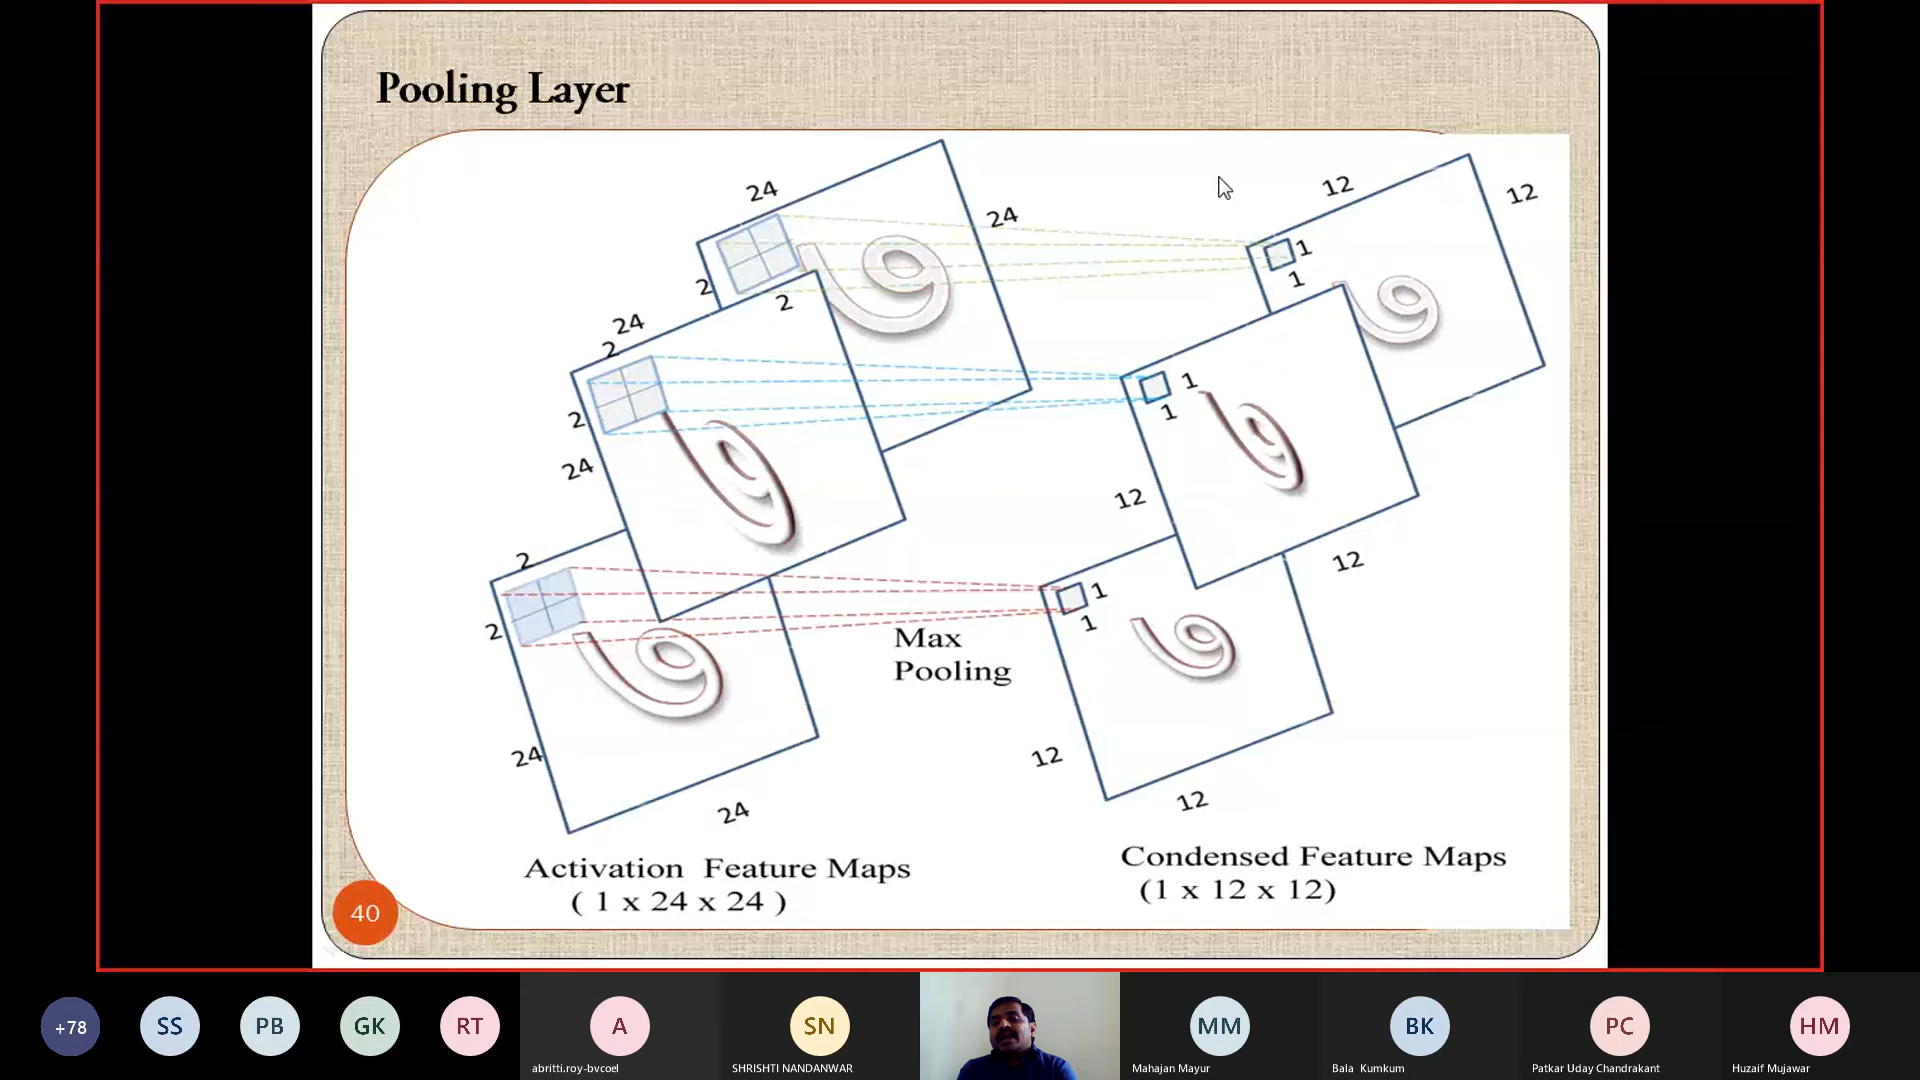 Pooling Layer
24
24
2
2
12
12
1
1
24
2
2
24
1
1
12
12
2
2
24
24
Max
Pooling
1
1
12
12
Activation Feature Maps
( 1 x 24 x 24 )
Condensed Feature Maps
(1 x 12 x 12)
40
+78
SS
PB
GK
RT
A
abritti.roy-bvcoel
SN
SHRISHTI NANDANWAR
MM
Mahajan Mayur
BK
Bala Kumkum
PC
Patkar Uday Chandrakant
HM
Huzaif Mujawar